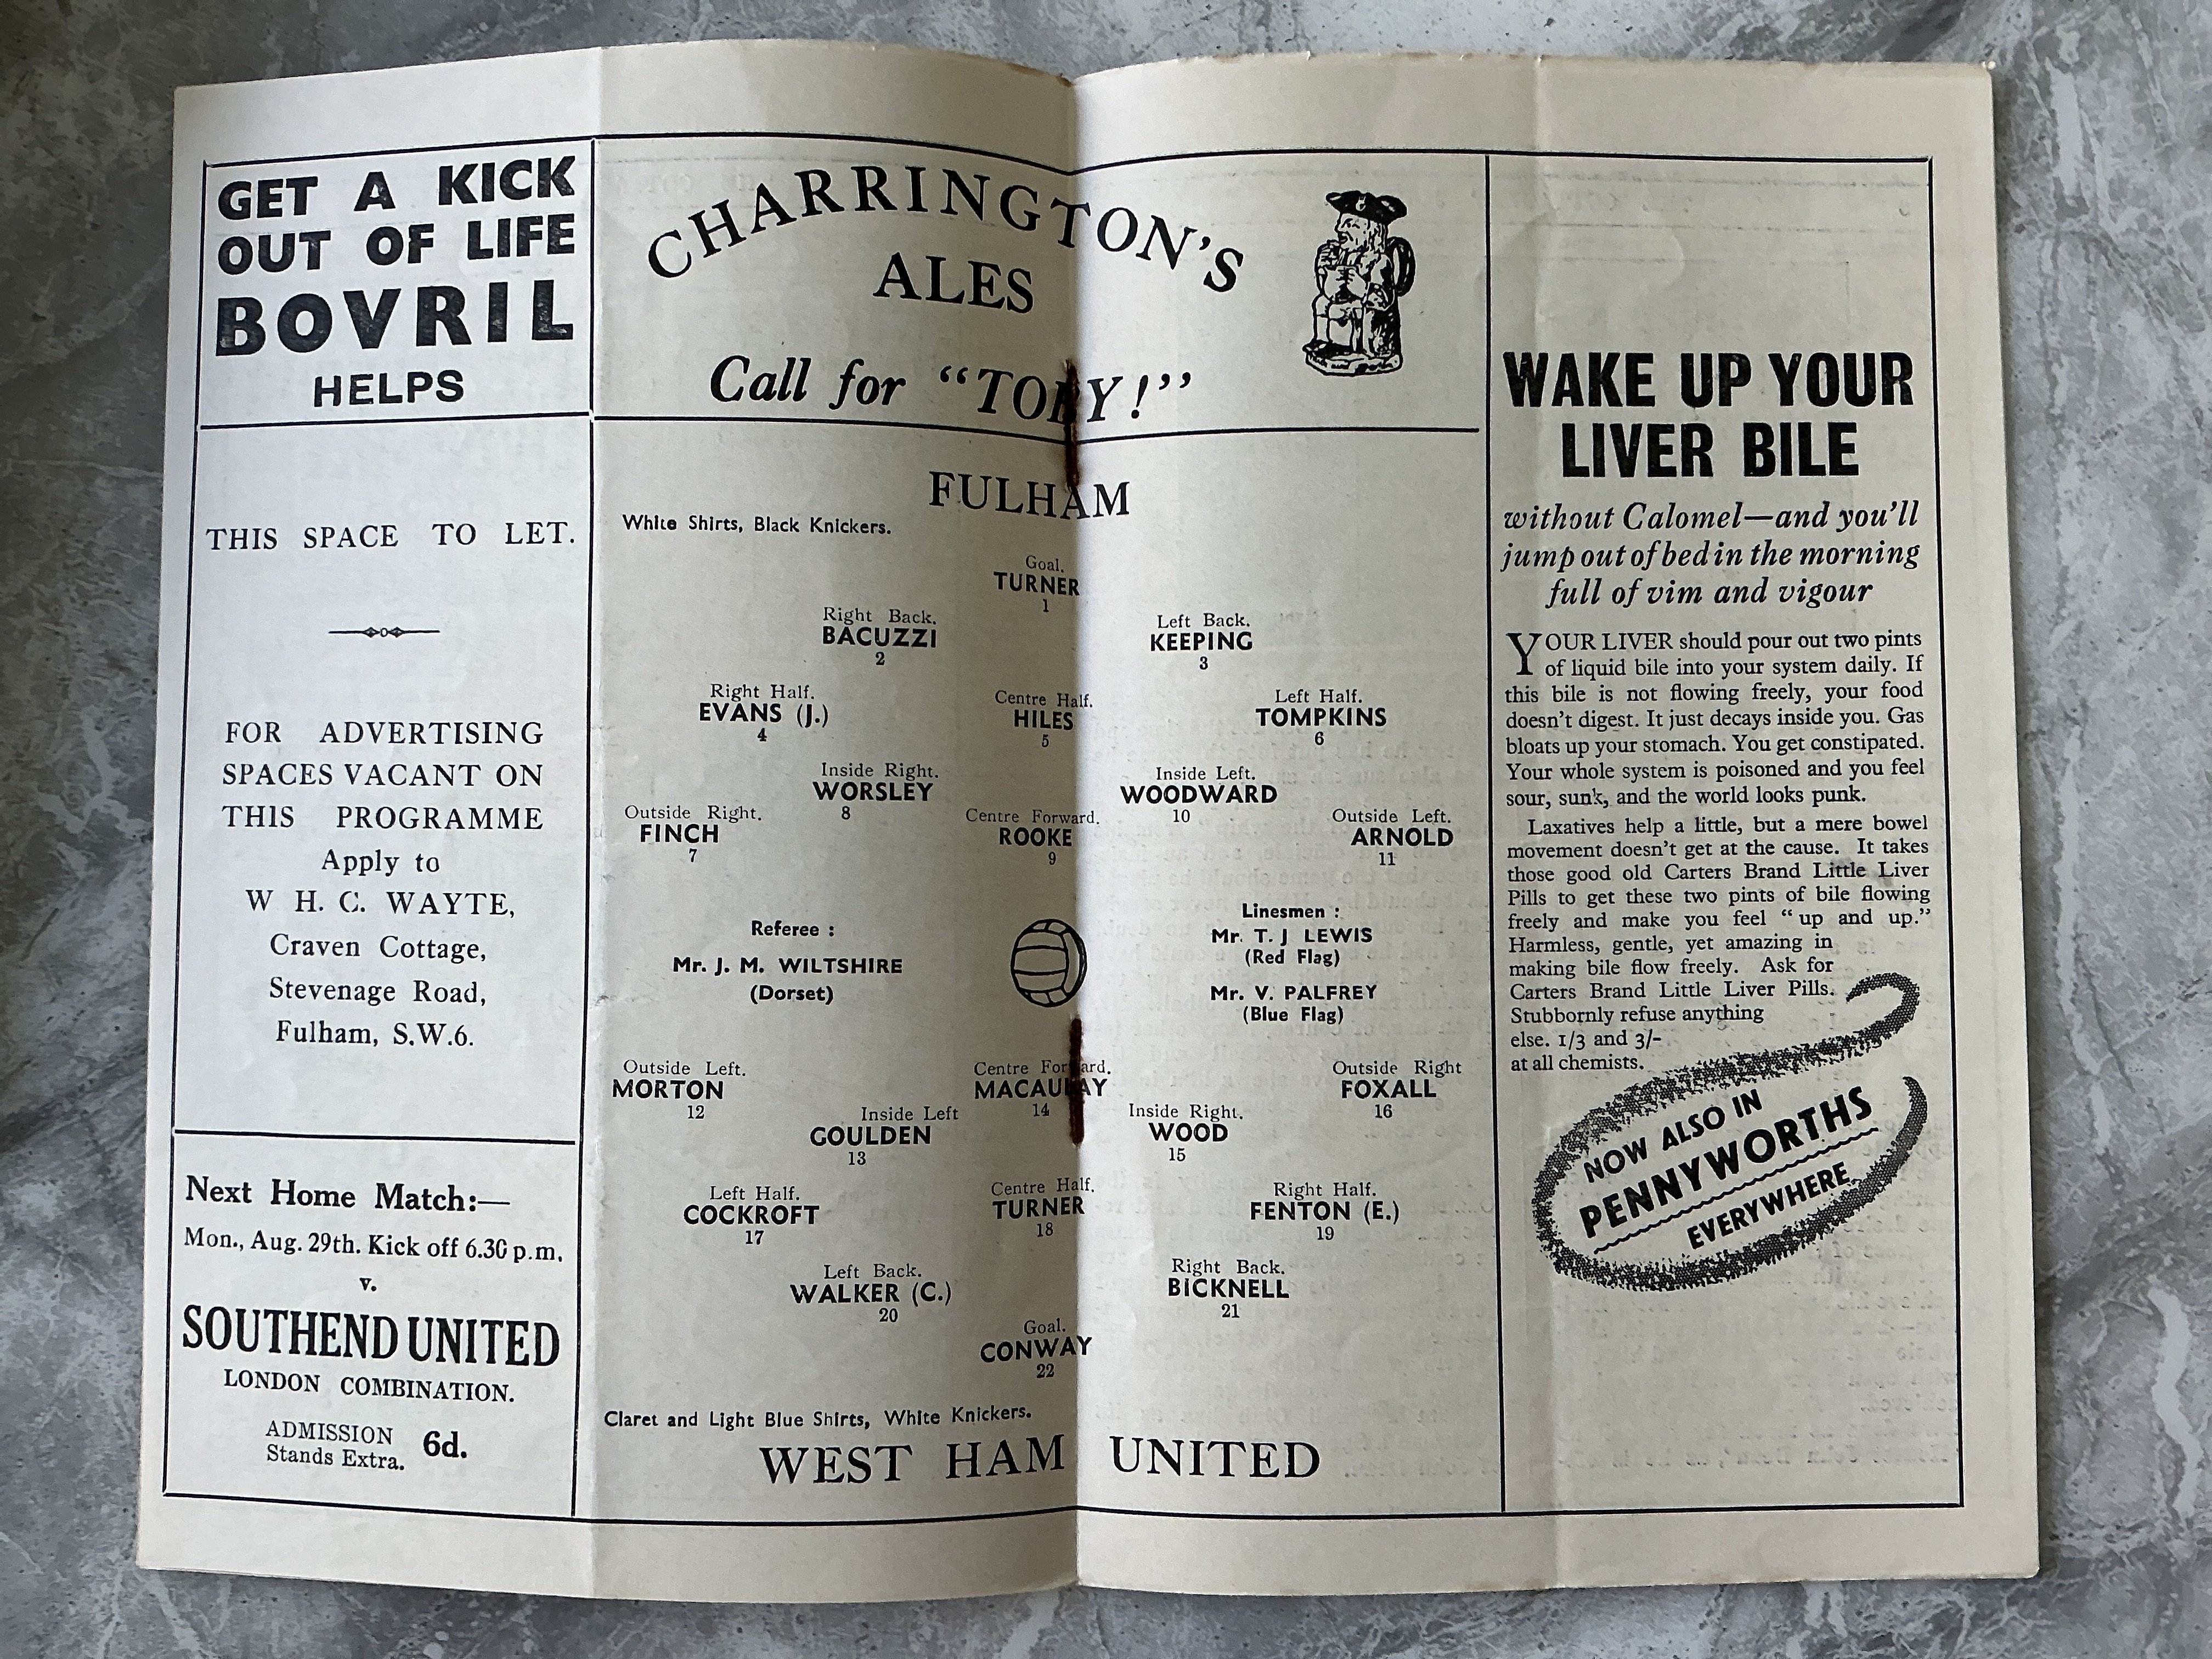 GET A KICK
OUT OF LIFE
BOVRIL
HELPS
THIS SPACE TO LET.
FOR ADVERTISING
SPACES VACANT ON
THIS PROGRAMME
Apply to
W H. C. WAYTE,
Craven Cottage,
Stevenage Road,
Fulham, S.W.6.
Next Home Match:—
Mon., Aug. 29th. Kick off 6.30 p.m.
v.
SOUTHEND UNITED
LONDON COMBINATION.
ADMISSION 6d.
Stands Extra.
CHARRINGTON'S
ALES
Call for "TOBY!"
FULHAM
White Shirts, Black Knickers.
Goal.
TURNER
1
Right Back. Left Back.
BACUZZI KEEPING
2 3
Right Half. Centre Half. Left Half.
EVANS (J.) HILES TOMPKINS
4 5 6
Inside Right. Inside Left.
WORSLEY WOODWARD
8 10
Outside Right. Centre Forward. Outside Left.
FINCH ROOKE ARNOLD
7 9 11
Referee :
Mr. J. M. WILTSHIRE
(Dorset)
Linesmen :
Mr. T. J LEWIS
(Red Flag)
Mr. V. PALFREY
(Blue Flag)
Outside Left. Centre Forward. Outside Right
MORTON MACAULAY FOXALL
12 14 16
Inside Left Inside Right.
GOULDEN WOOD
13 15
Left Half. Centre Half. Right Half.
COCKROFT TURNER FENTON (E.)
17 18 19
Left Back. Right Back.
WALKER (C.) BICKNELL
20 21
Goal.
CONWAY
22
Claret and Light Blue Shirts, White Knickers.
WEST HAM UNITED
WAKE UP YOUR
LIVER BILE
without Calomel—and you'll
jump out of bed in the morning
full of vim and vigour
YOUR LIVER should pour out two pints
of liquid bile into your system daily. If
this bile is not flowing freely, your food
doesn't digest. It just decays inside you. Gas
bloats up your stomach. You get constipated.
Your whole system is poisoned and you feel
sour, sunk, and the world looks punk.
Laxatives help a little, but a mere bowel
movement doesn't get at the cause. It takes
those good old Carters Brand Little Liver
Pills to get these two pints of bile flowing
freely and make you feel "up and up."
Harmless, gentle, yet amazing in
making bile flow freely. Ask for
Carters Brand Little Liver Pills.
Stubbornly refuse anything
else. 1/3 and 3/-
at all chemists.
NOW ALSO IN
PENNYWORTHS
EVERYWHERE